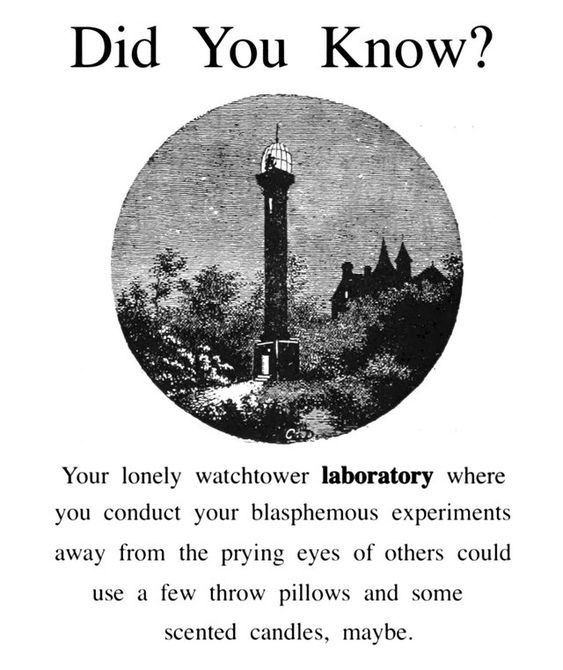 Did You Know?
Your lonely watchtower laboratory where
you conduct your blasphemous experiments
away from the prying eyes of others could
use a few throw pillows and some
scented candles, maybe.